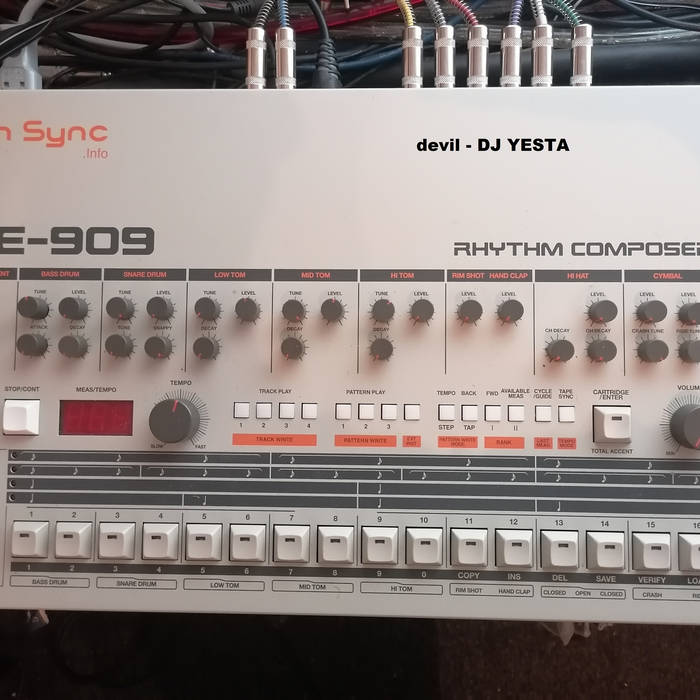 n Sync
.Info
devil - DJ YESTA
E-909
RHYTHM COMPOSE
ENT BASS DRUM SNARE DRUM LOW TOM MID TOM HI TOM RIM SHOT HAND CLAP HI HAT CYMBAL
TUNE LEVEL TUNE LEVEL TUNE LEVEL TUNE LEVEL TUNE LEVEL LEVEL LEVEL LEVEL LEVEL LEVEL
ATTACK DECAY TONE SNAPPY DECAY DECAY DECAY CH DECAY OH DECAY CRASH TUNE RIDE TUNE
STOP/CONT MEAS/TEMPO TEMPO TRACK PLAY PATTERN PLAY TEMPO BACK FWD AVAILABLE MEAS CYCLE /GUIDE TAPE SYNC CARTRIDGE /ENTER VOLUM
1 2 3 4 1 2 3 STEP TAP I II
SLOW FAST TRACK WRITE PATTERN WRITE EXT INST PATTERN WRITE MODE BANK LAST MEAS TEMPO MODE TOTAL ACCENT MIN
1 2 3 4 5 6 7 8 9 10 11 12 13 14 15 16
1 2 3 4 5 6 7 8 9 0 COPY INS DEL SAVE VERIFY LOA
BASS DRUM SNARE DRUM LOW TOM MID TOM HI TOM RIM SHOT HAND CLAP CLOSED OPEN CLOSED CRASH RI